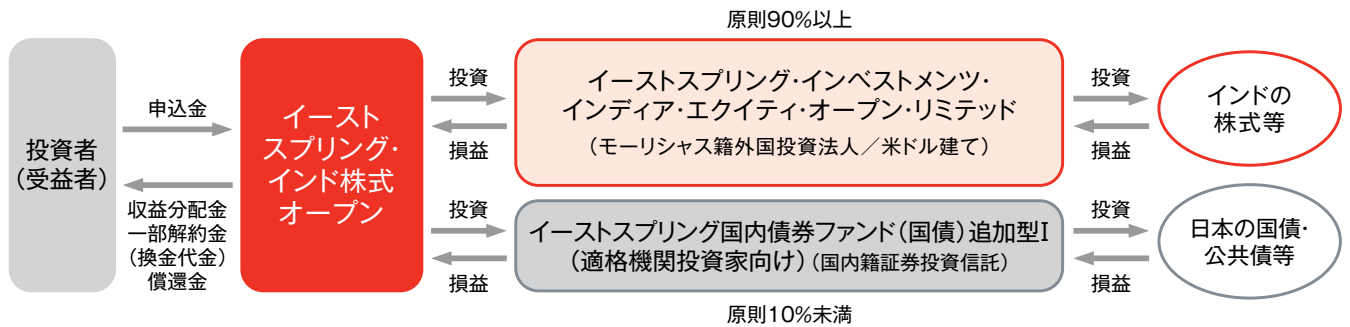 原則90%以上
投資者
(受益者)
申込金
収益分配金
一部解約金
(換金代金)
償還金
イースト
スプリング・
インド株式
オープン
投資
損益
イーストスプリング・インベストメンツ・
インディア・エクイティ・オープン・リミテッド
(モーリシャス籍外国投資法人/米ドル建て)
投資
損益
インドの
株式等
投資
損益
イーストスプリング国内債券ファンド(国債)追加型I
(適格機関投資家向け)(国内籍証券投資信託)
投資
損益
日本の国債・
公共債等
原則10%未満